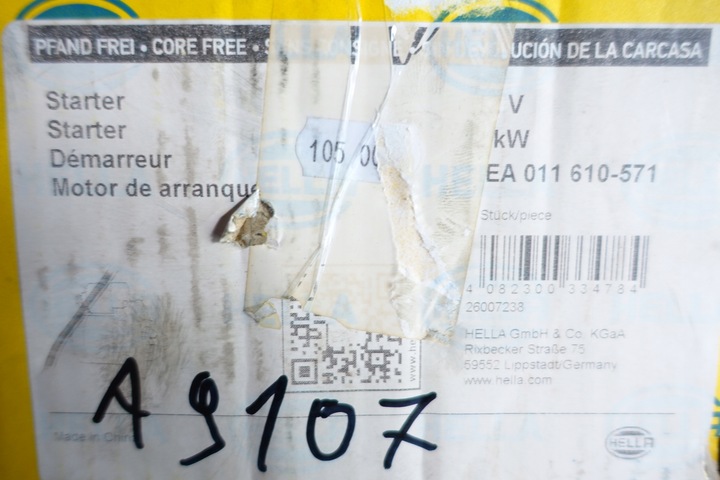 PFAND FREI • CORE FREE •
DE LA CARCASA
Starter
Starter
Démarreur
Motor de arranque
105
V
kW
EA 011 610-571
Stück/piece
4 082300 334784
26007238
HELLA GmbH & Co. KGaA
Rixbecker Straße 75
59552 Lippstadt/Germany
www.hella.com
A 9107
Made in China
HELLA